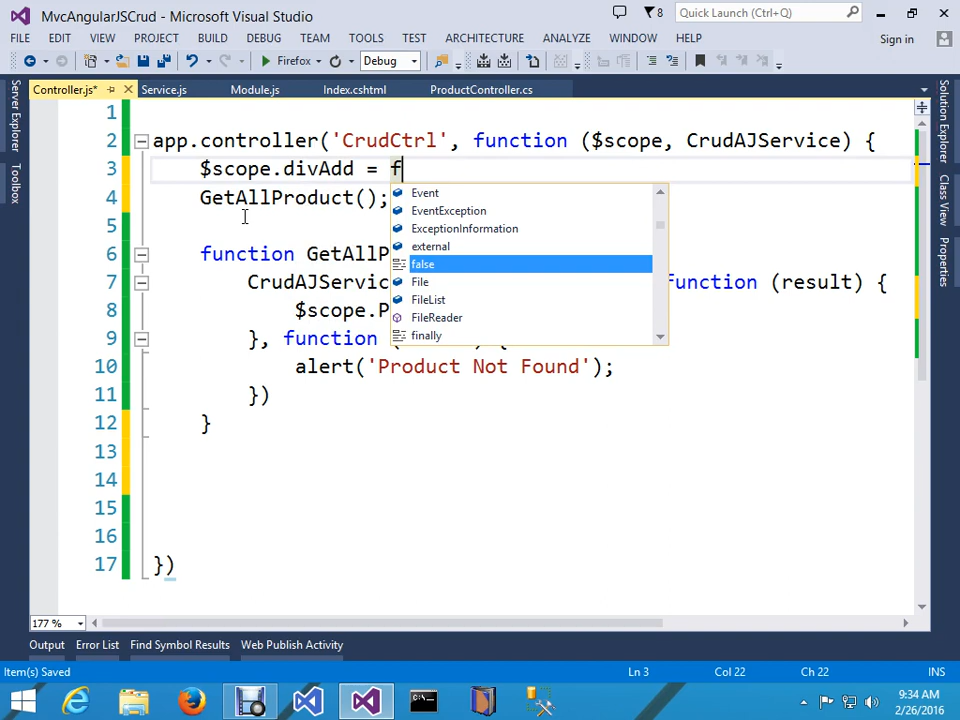 MvcAngularJSCrud - Microsoft Visual Studio
8
Quick Launch (Ctrl+Q)
FILE EDIT VIEW PROJECT BUILD DEBUG TEAM TOOLS TEST ARCHITECTURE ANALYZE WINDOW HELP Sign in
Firefox Debug
Controller.js* Service.js Module.js Index.cshtml ProductController.cs
Server Explorer
Toolbox
Solution Explorer
Class View
Properties
1
2 app.controller('CrudCtrl', function ($scope, CrudAJService) {
3 $scope.divAdd = f
4 GetAllProduct();
5
6 function GetAllP
7 CrudAJServic unction (result) {
8 $scope.P
9 }, function
10 alert('Product Not Found');
11 })
12 }
13
14
15
16
17 })
Event
EventException
ExceptionInformation
external
false
File
FileList
FileReader
finally
177 %
Output Error List Find Symbol Results Web Publish Activity
Item(s) Saved Ln 3 Col 22 Ch 22 INS
9:34 AM
2/26/2016